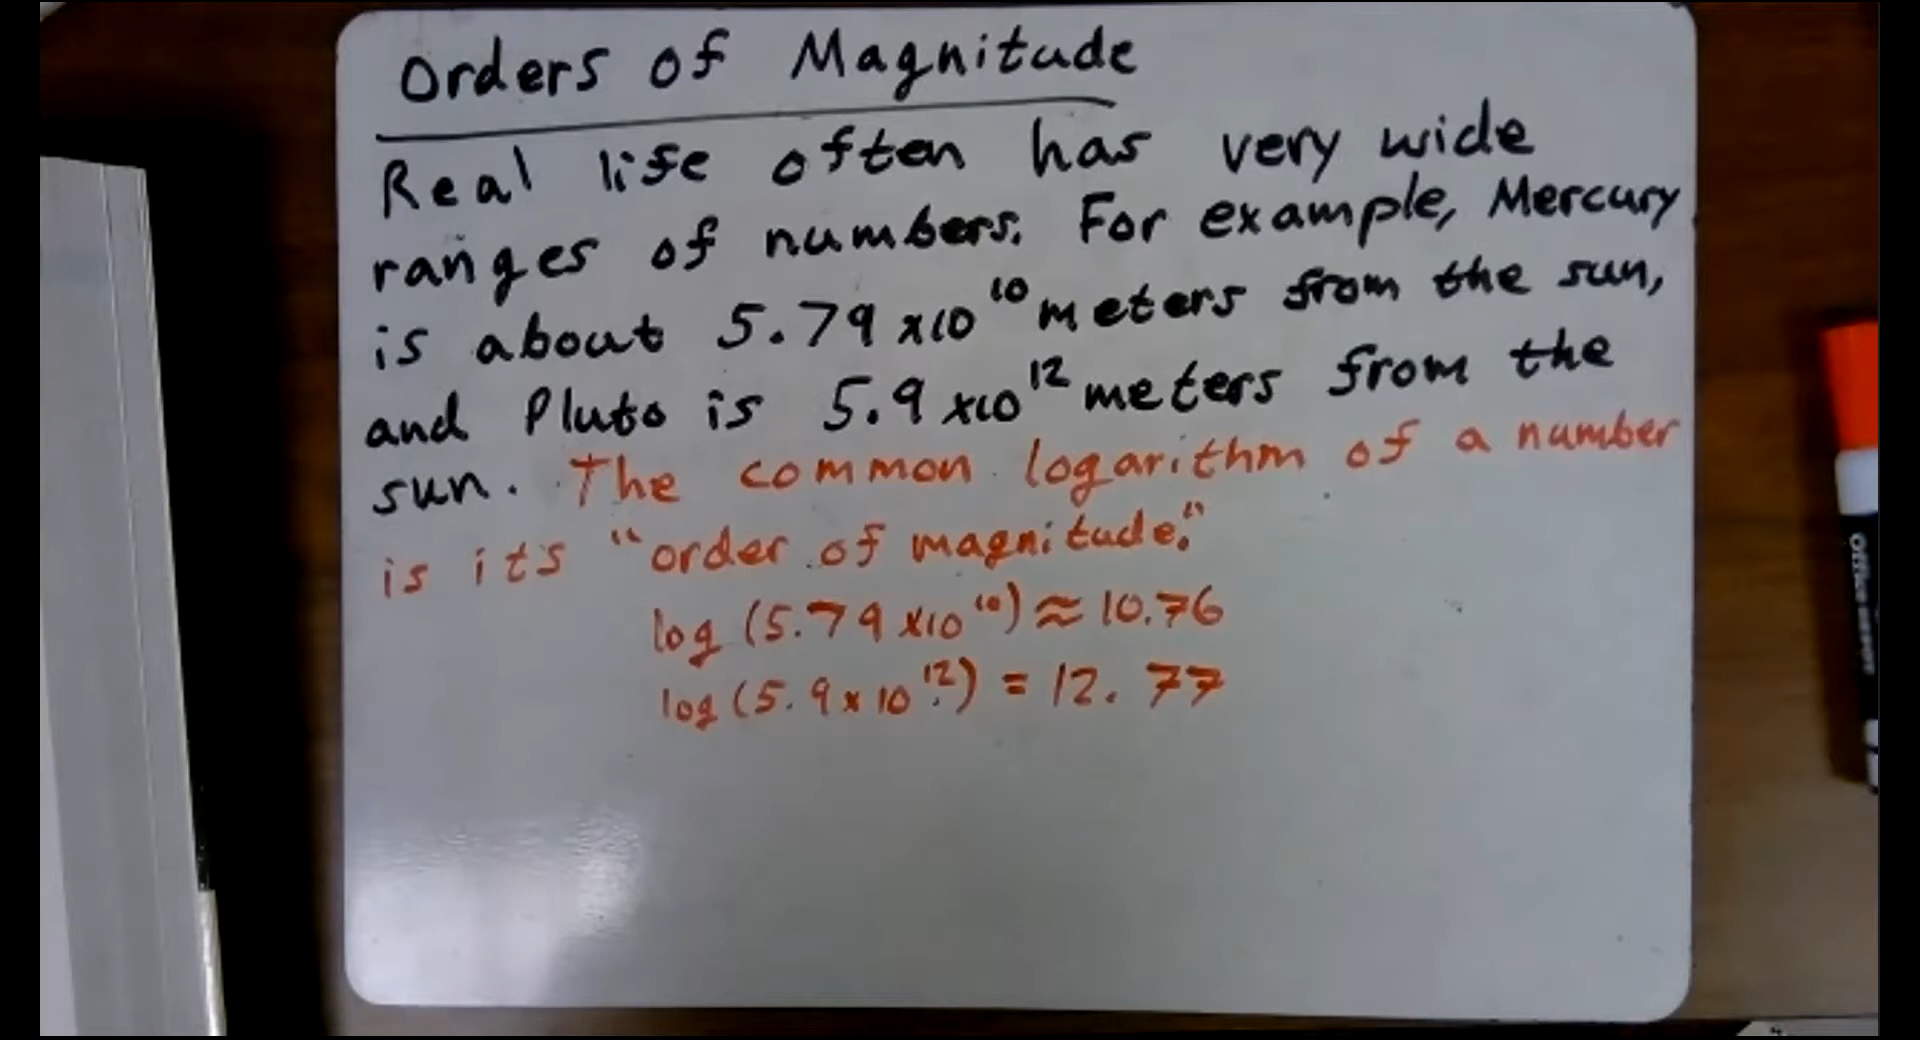 Orders of Magnitude
Real life often has very wide
ranges of numbers. For example, Mercury
is about 5.79 x10^10 meters from the sun,
and Pluto is 5.9 x10^12 meters from the
sun. The common logarithm of a number
is its "order of magnitude."
log (5.79 x10^10) ≈ 10.76
log (5.9 x 10^12) = 12.77